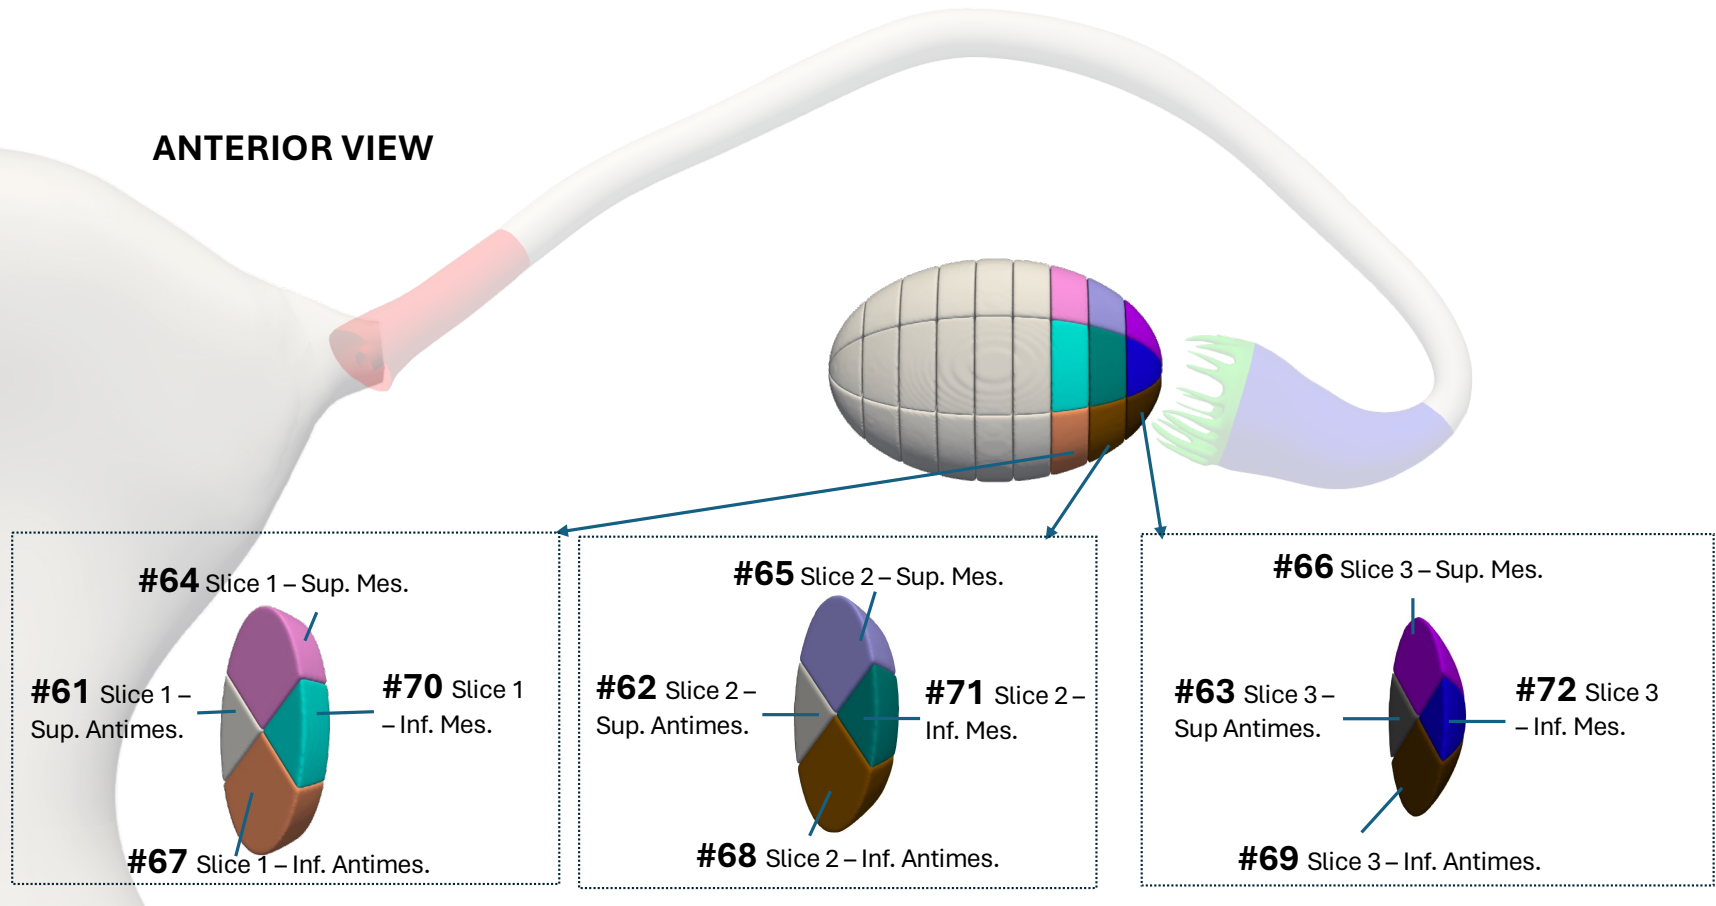 ANTERIOR VIEW
#64 Slice 1 – Sup. Mes.
#61 Slice 1 –
Sup. Antimes.
#70 Slice 1
– Inf. Mes.
#67 Slice 1 – Inf. Antimes.
#65 Slice 2 – Sup. Mes.
#62 Slice 2 –
Sup. Antimes.
#71 Slice 2 –
Inf. Mes.
#68 Slice 2 – Inf. Antimes.
#66 Slice 3 – Sup. Mes.
#63 Slice 3 –
Sup Antimes.
#72 Slice 3
– Inf. Mes.
#69 Slice 3 – Inf. Antimes.